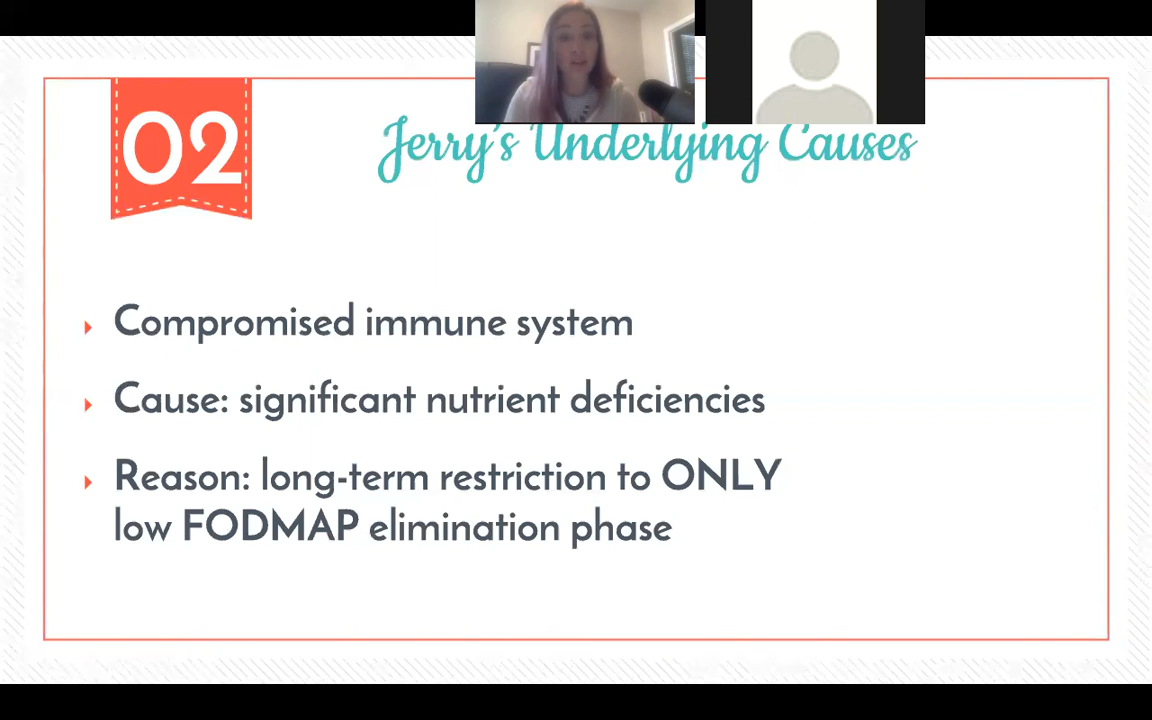 02
Jerry's Underlying Causes
Compromised immune system
Cause: significant nutrient deficiencies
Reason: long-term restriction to ONLY
low FODMAP elimination phase